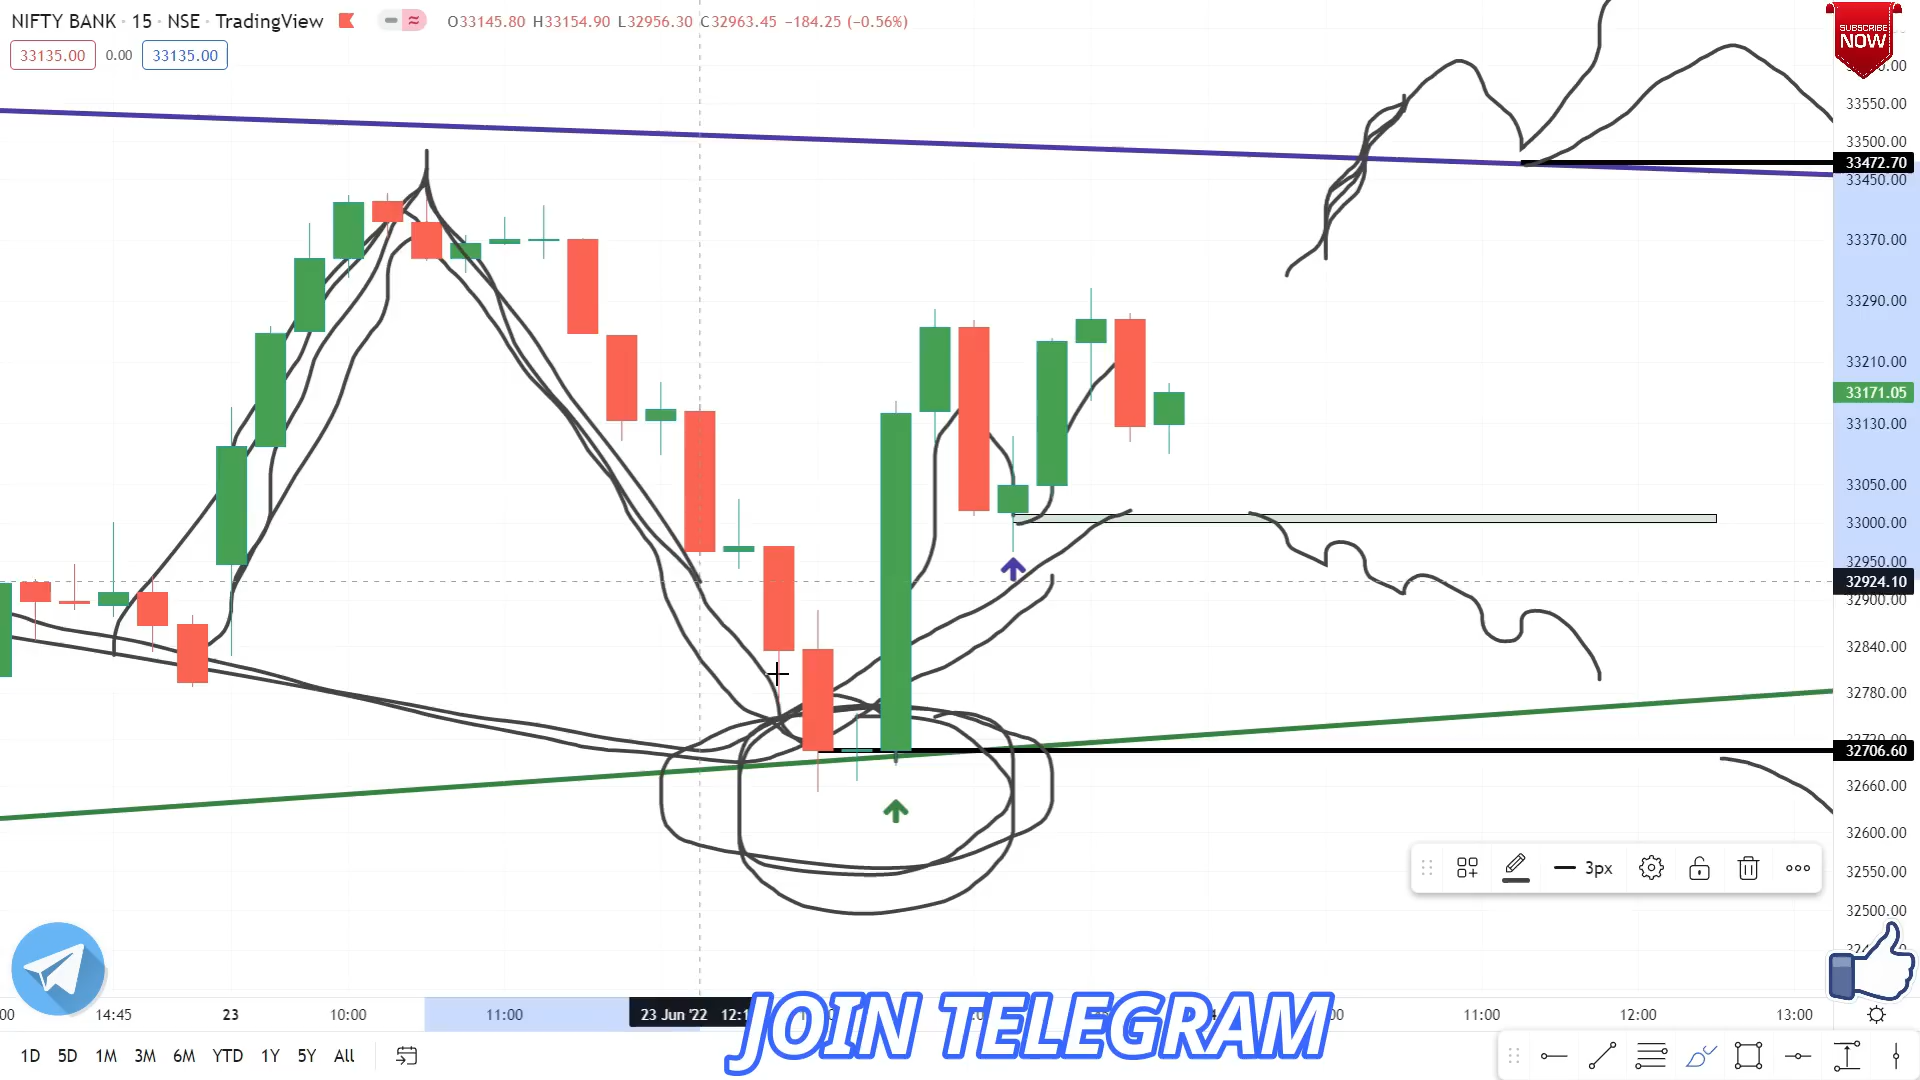 NIFTY BANK · 15 · NSE · TradingView
O33145.80 H33154.90 L32956.30 C32963.45 −184.25 (−0.56%)
33135.00 0.00 33135.00
SUBSCRIBE
NOW
33550.00
33500.00
33472.70
33450.00
33370.00
33290.00
33210.00
33171.05
33130.00
33050.00
33000.00
32950.00
32924.10
32900.00
32840.00
32780.00
32706.60
32660.00
32600.00
3px
32550.00
32500.00
14:45 23 10:00 11:00 23 Jun '22 11:00 12:00 13:00
JOIN TELEGRAM
1D 5D 1M 3M 6M YTD 1Y 5Y All